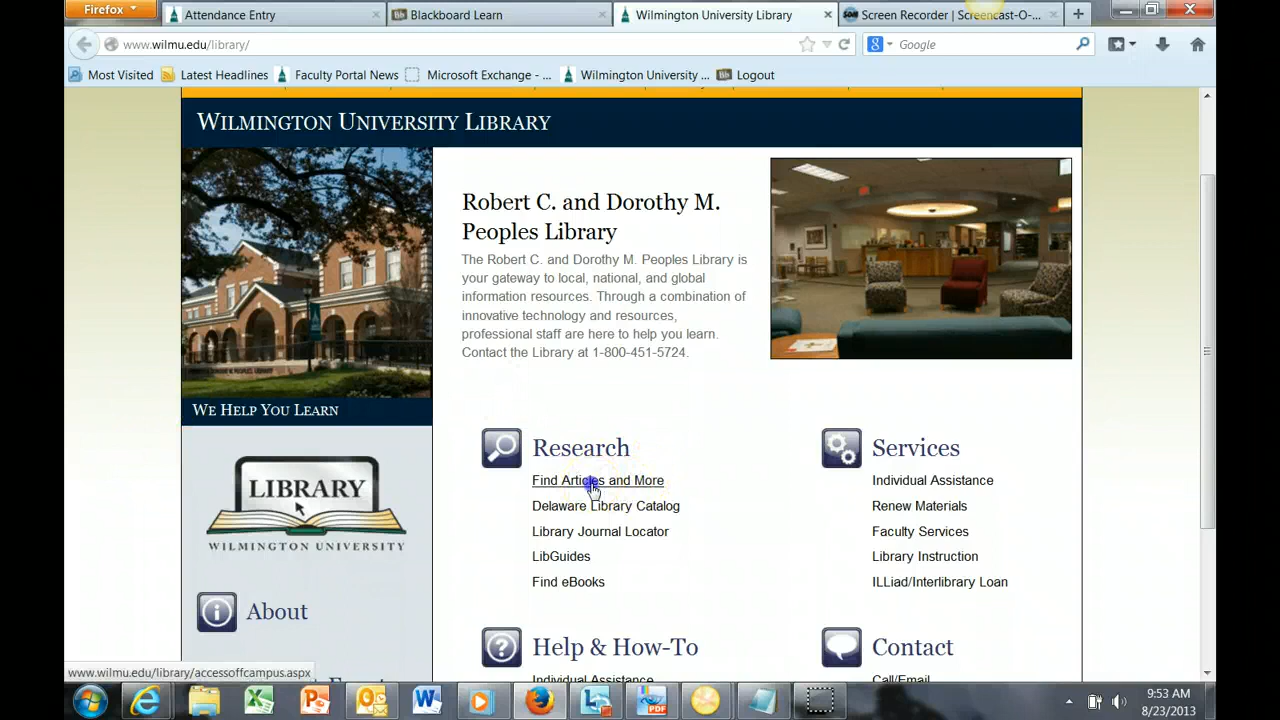 Firefox
Attendance Entry
Blackboard Learn
Wilmington University Library
Screen Recorder | Screencast-O-...
www.wilmu.edu/library/
Google
Most Visited
Latest Headlines
Faculty Portal News
Microsoft Exchange - ...
Wilmington University ...
Logout
WILMINGTON UNIVERSITY LIBRARY
Robert C. and Dorothy M.
Peoples Library
The Robert C. and Dorothy M. Peoples Library is
your gateway to local, national, and global
information resources. Through a combination of
innovative technology and resources,
professional staff are here to help you learn.
Contact the Library at 1-800-451-5724.
WE HELP YOU LEARN
LIBRARY
WILMINGTON UNIVERSITY
About
Research
Find Articles and More
Delaware Library Catalog
Library Journal Locator
LibGuides
Find eBooks
Services
Individual Assistance
Renew Materials
Faculty Services
Library Instruction
ILLiad/Interlibrary Loan
Help & How-To
Individual Assistance
Contact
Call/Email
www.wilmu.edu/library/accessoffcampus.aspx
9:53 AM
8/23/2013